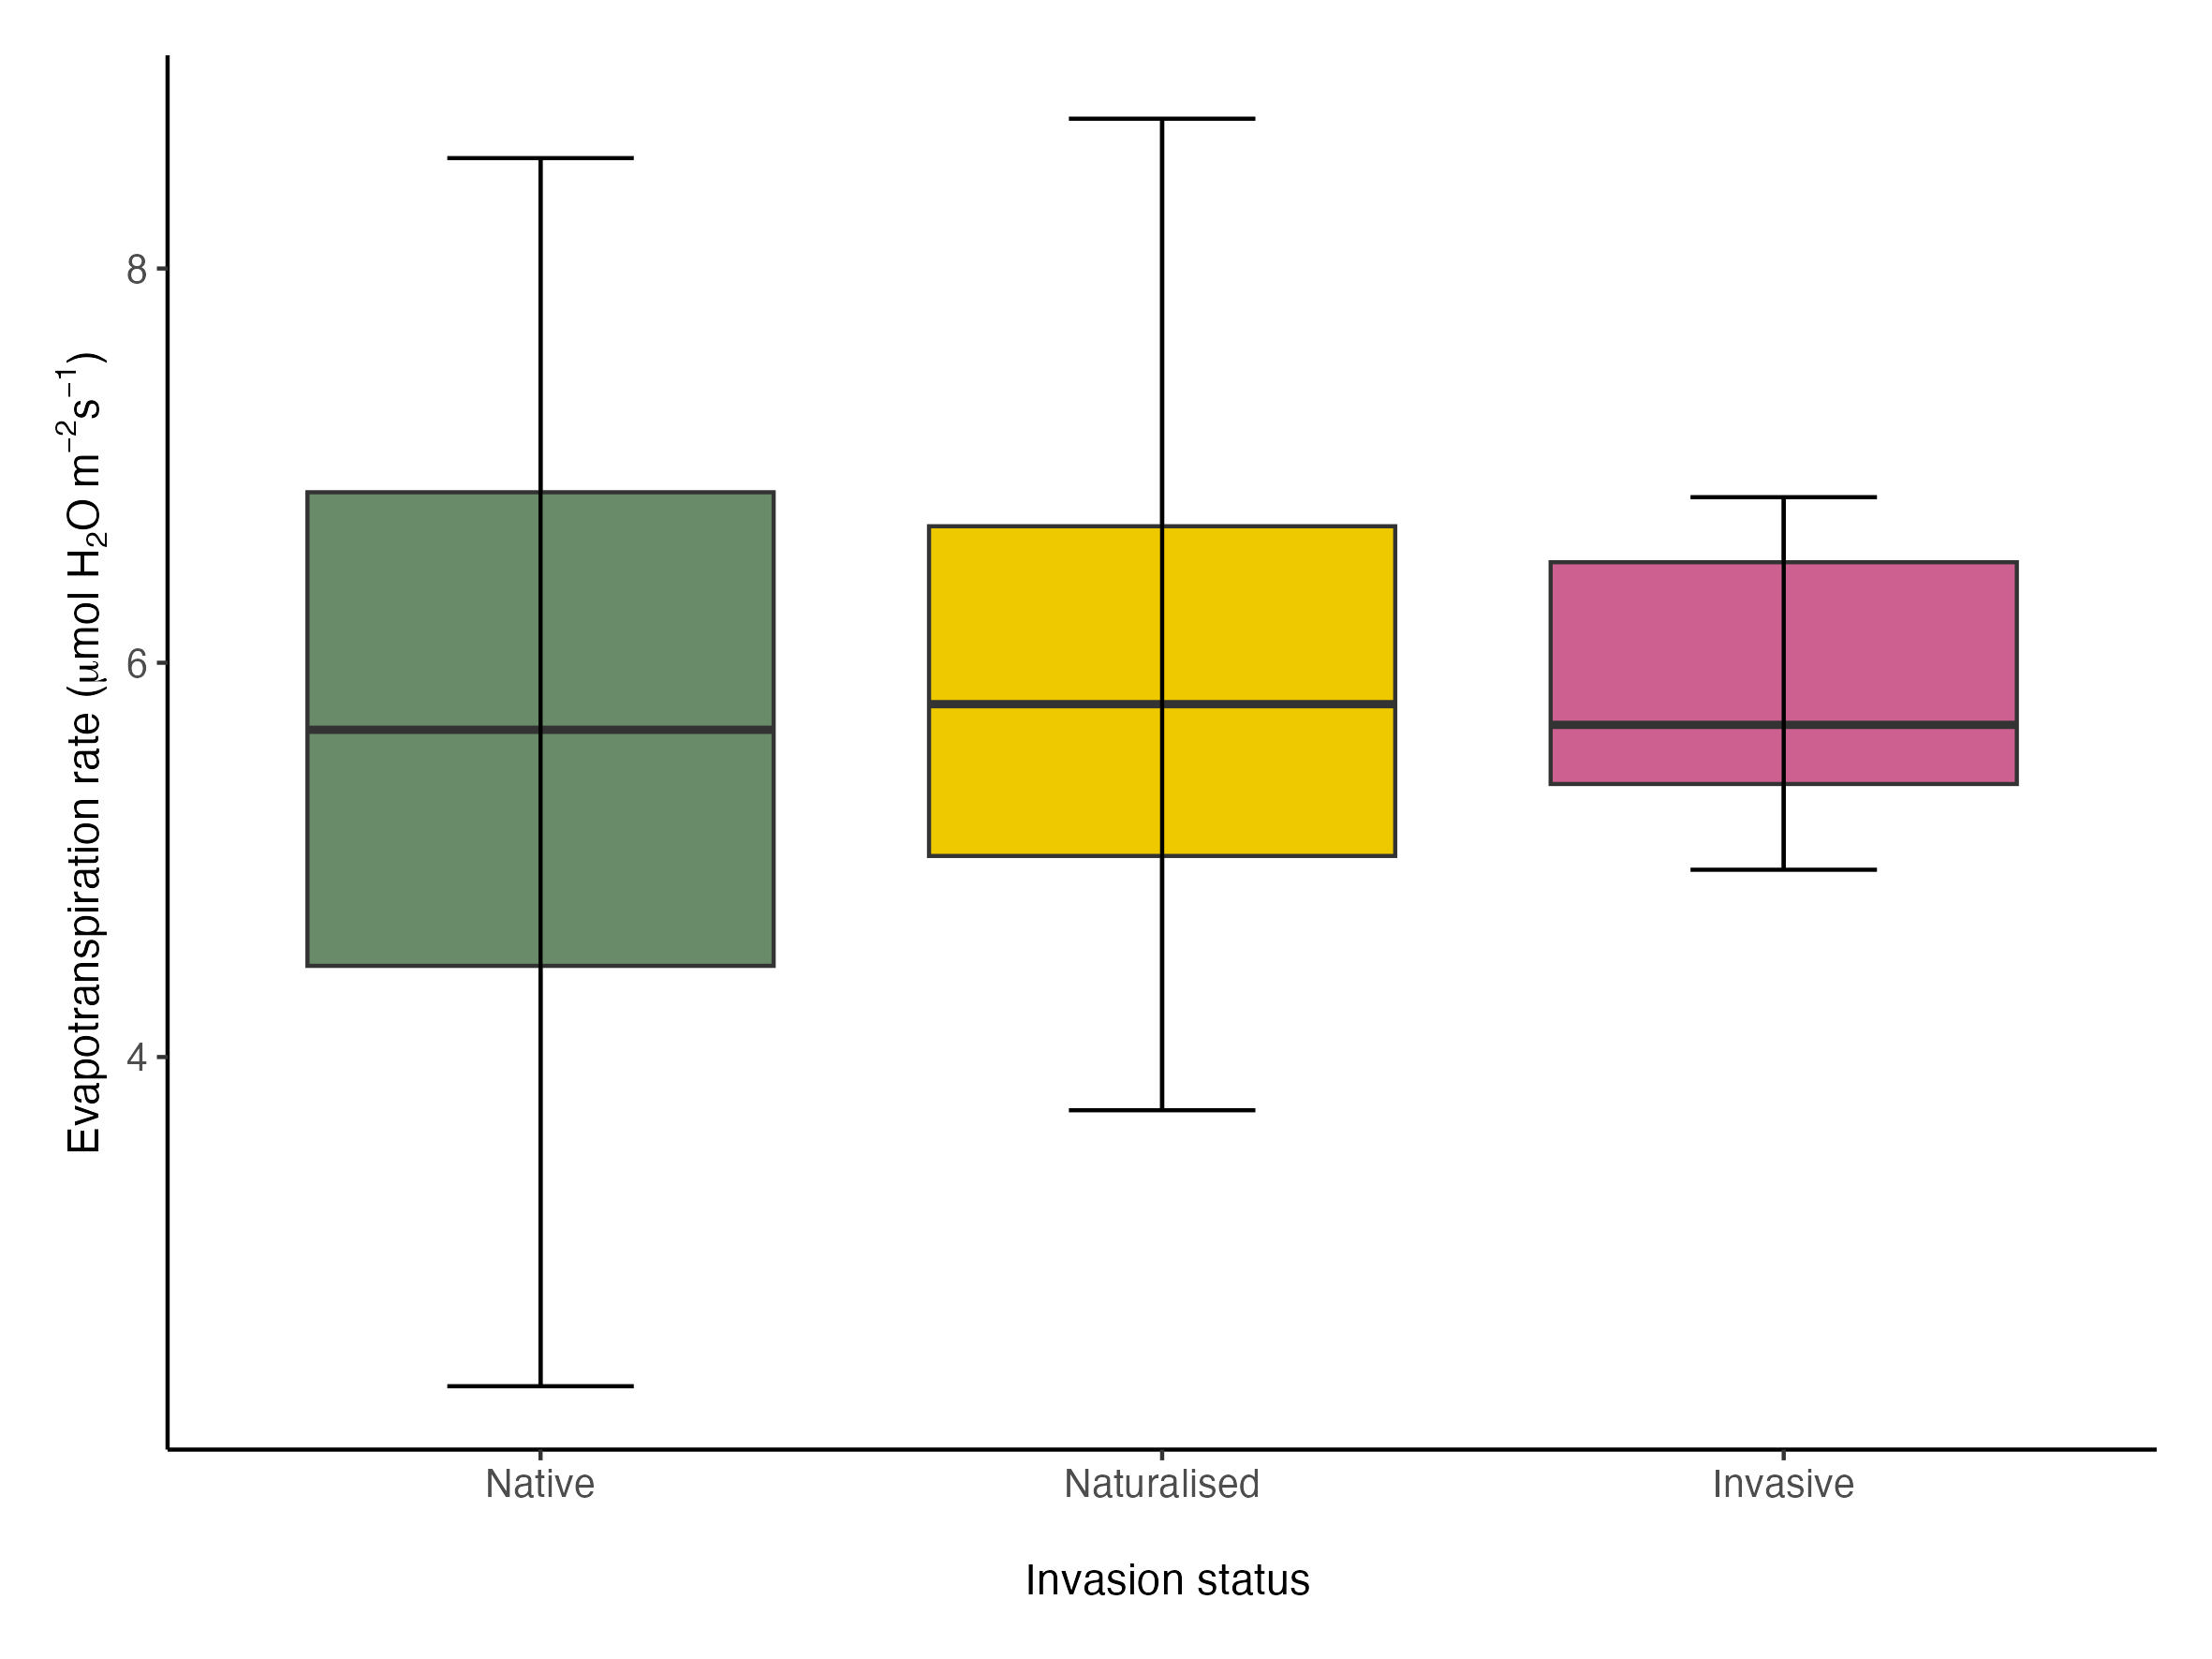 Evapotranspiration rate (μmol H₂O m⁻²s⁻¹)
8
6
4
Native Naturalised Invasive
Invasion status